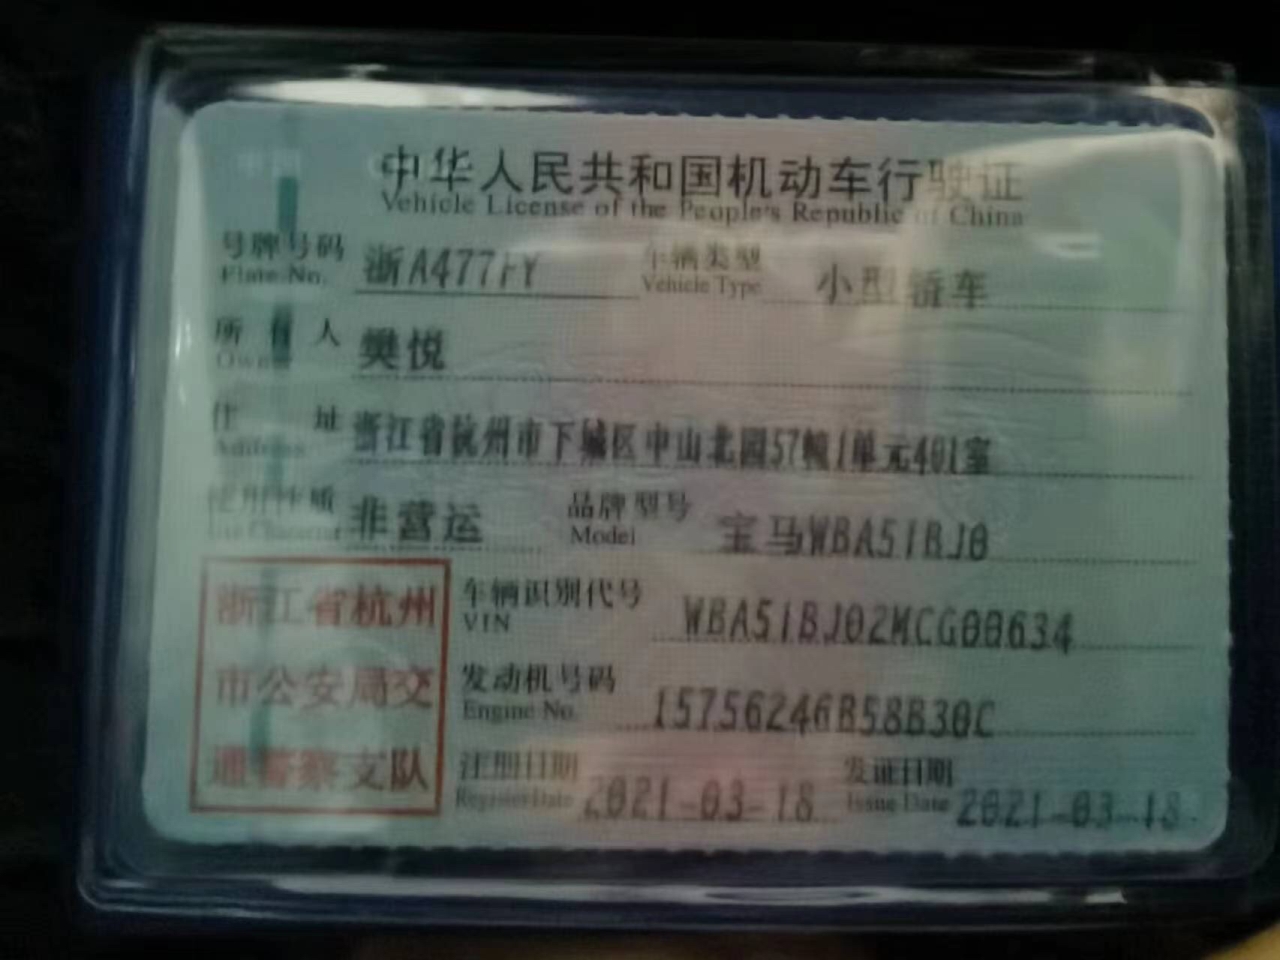 中华人民共和国机动车行驶证
Vehicle License of the People's Republic of China
号牌号码 浙A477FY 车辆类型 小型轿车
Plate No. Vehicle Type
所有人 樊悦
Owner
住址 浙江省杭州市下城区中山北园57幢1单元401室
Address
使用性质 非营运 品牌型号 宝马WBA51BJ0
Use Character Model
浙江省杭州 车辆识别代号 WBA51BJ02MCG00634
VIN
市公安局交 发动机号码 15756246B58B30C
Engine No.
通警察支队 注册日期 2021-03-18 发证日期 2021-03-18
Register Date Issue Date